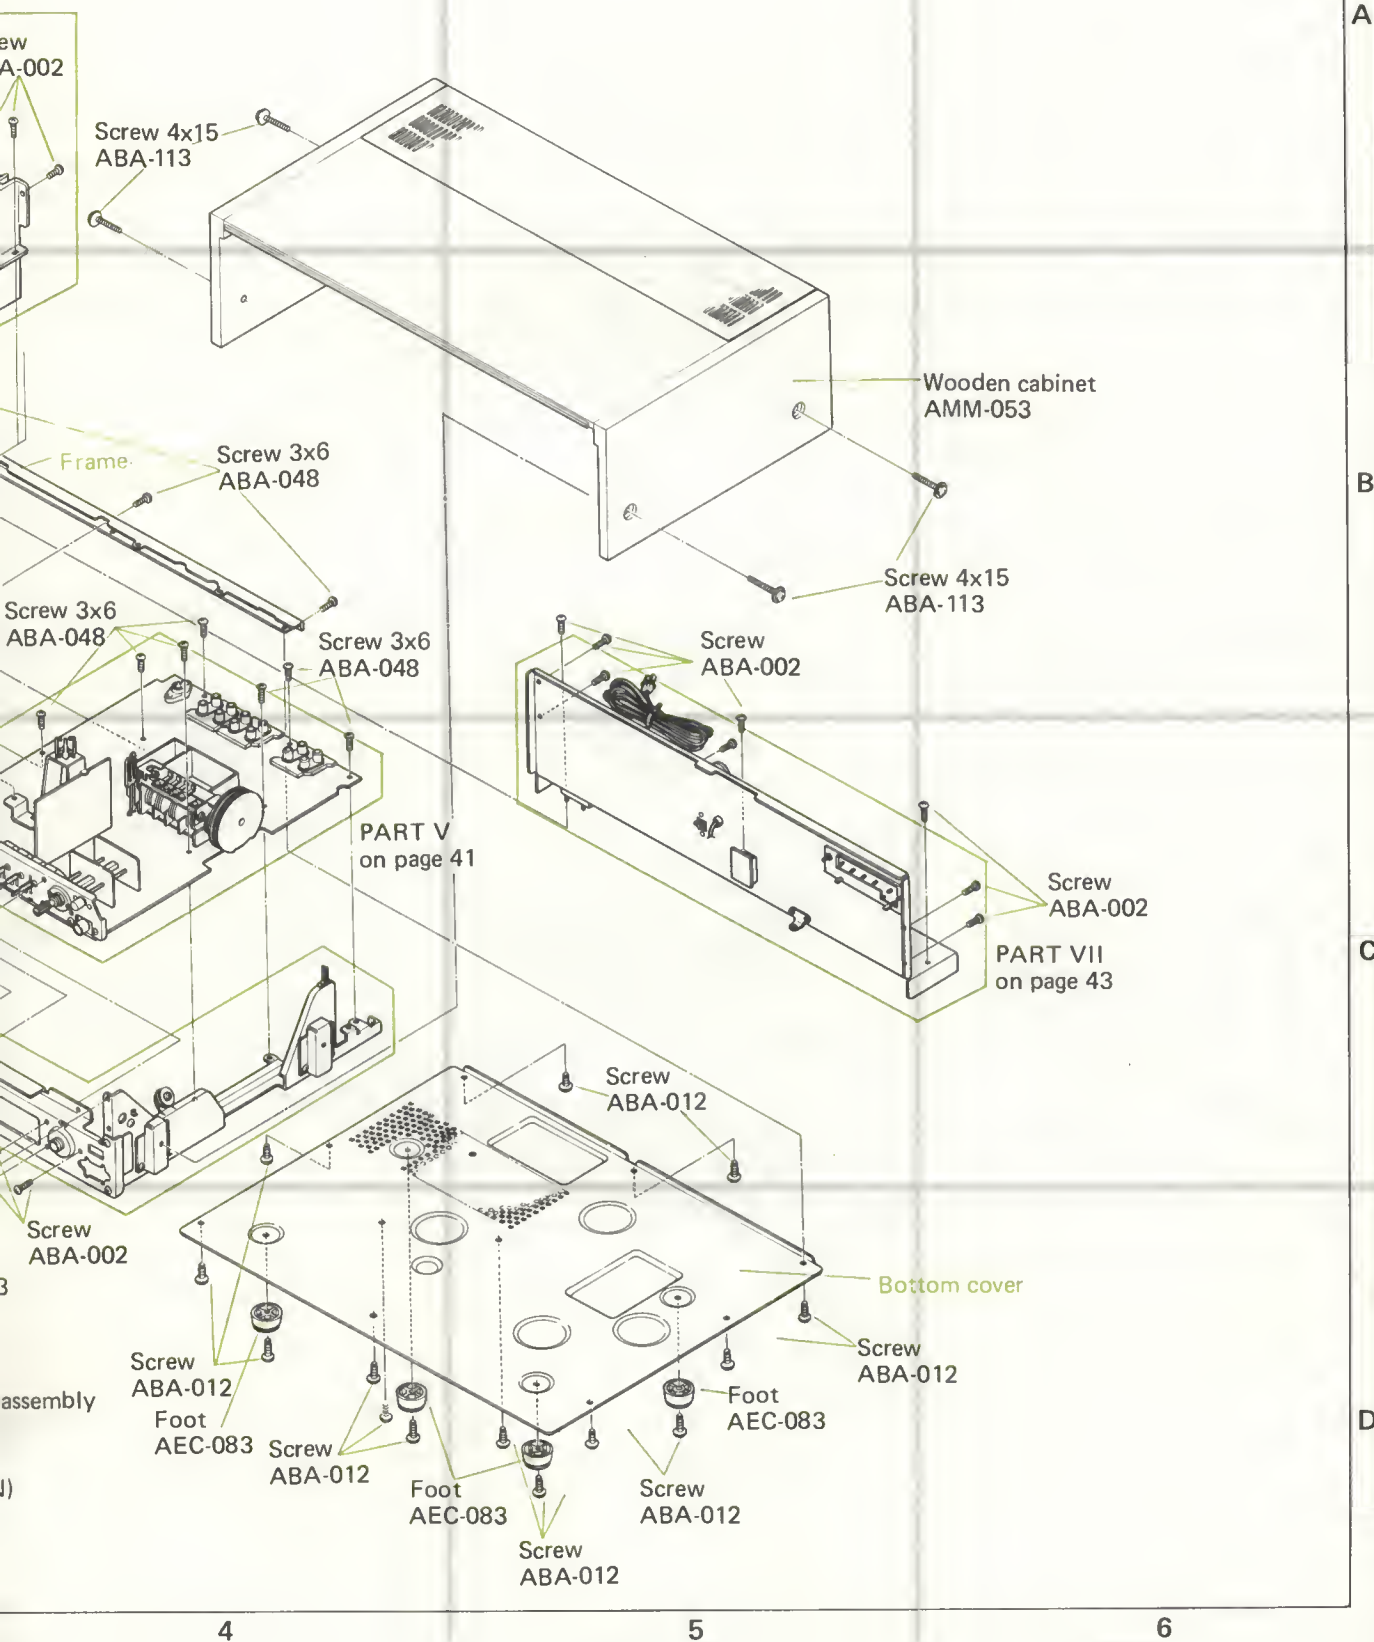 A
ew
A-002
Screw 4x15
ABA-113
Wooden cabinet
AMM-053
Frame
Screw 3x6
ABA-048
B
Screw 4x15
ABA-113
Screw 3x6
ABA-048
Screw 3x6
ABA-048
Screw
ABA-002
PART V
on page 41
Screw
ABA-002
PART VII
on page 43
C
Screw
ABA-012
Screw
ABA-002
3
Bottom cover
Screw
ABA-012
Screw
ABA-012
assembly
Foot
AEC-083
Foot
AEC-083
D
Screw
ABA-012
N)
Foot
AEC-083
Screw
ABA-012
Screw
ABA-012
4
5
6